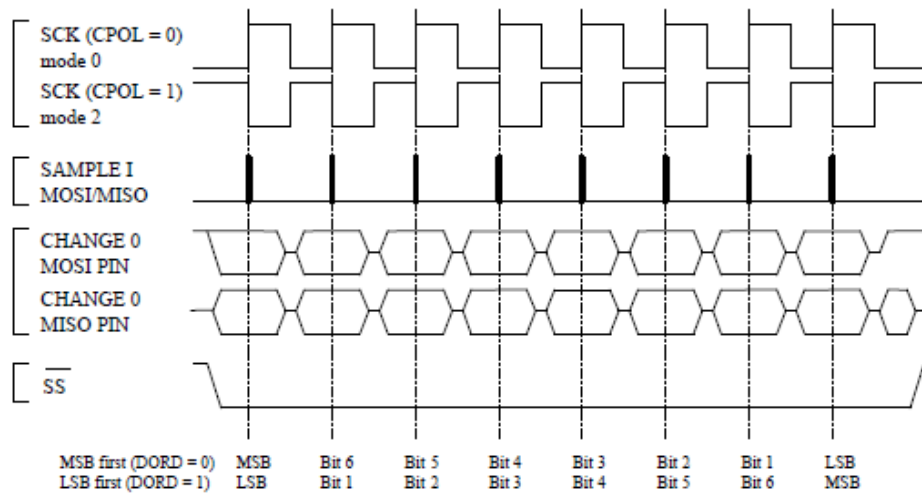 SCK (CPOL = 0)
mode 0
SCK (CPOL = 1)
mode 2
SAMPLE I
MOSI/MISO
CHANGE 0
MOSI PIN
CHANGE 0
MISO PIN
SS
MSB first (DORD = 0) MSB Bit 6 Bit 5 Bit 4 Bit 3 Bit 2 Bit 1 LSB
LSB first (DORD = 1) LSB Bit 1 Bit 2 Bit 3 Bit 4 Bit 5 Bit 6 MSB